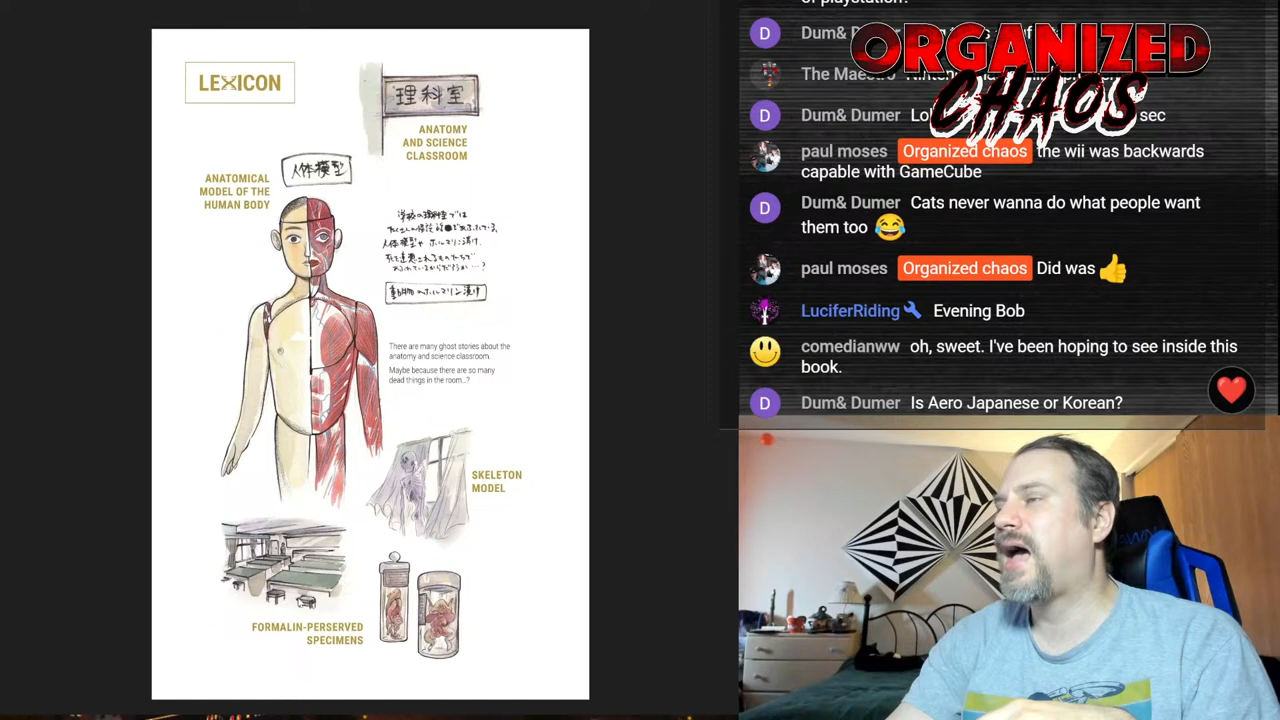 LEXICON
理科室
ANATOMY
AND SCIENCE
CLASSROOM
人体模型
ANATOMICAL
MODEL OF THE
HUMAN BODY
There are many ghost stories about the
anatomy and science classroom.
Maybe because there are so many
dead things in the room...?
SKELETON
MODEL
FORMALIN-PERSERVED
SPECIMENS
of playstation?
ORGANIZED
CHAOS
D Dum&
The Maestro
D Dum& Dumer Lol sec
paul moses Organized chaos the wii was backwards
capable with GameCube
D Dum& Dumer Cats never wanna do what people want
them too 😂
paul moses Organized chaos Did was 👍
LuciferRiding Evening Bob
comedianww oh, sweet. I've been hoping to see inside this
book.
D Dum& Dumer Is Aero Japanese or Korean?